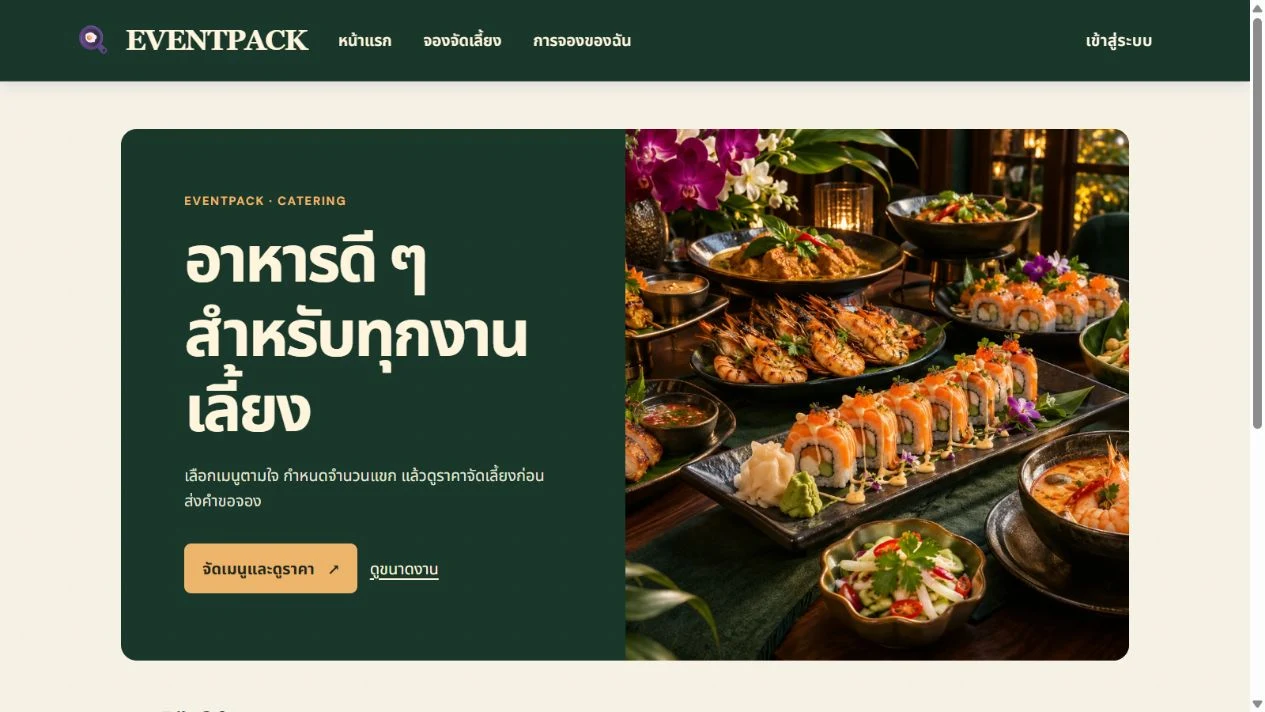 EVENTPACK
หน้าแรก
จองจัดเลี้ยง
การจองของฉัน
เข้าสู่ระบบ
EVENTPACK · CATERING
อาหารดี ๆ
สำหรับทุกงาน
เลี้ยง
เลือกเมนูตามใจ กำหนดจำนวนแขก แล้วดูราคาจัดเลี้ยงก่อน
ส่งคำขอจอง
จัดเมนูและดูราคา ↗
ดูขนาดงาน